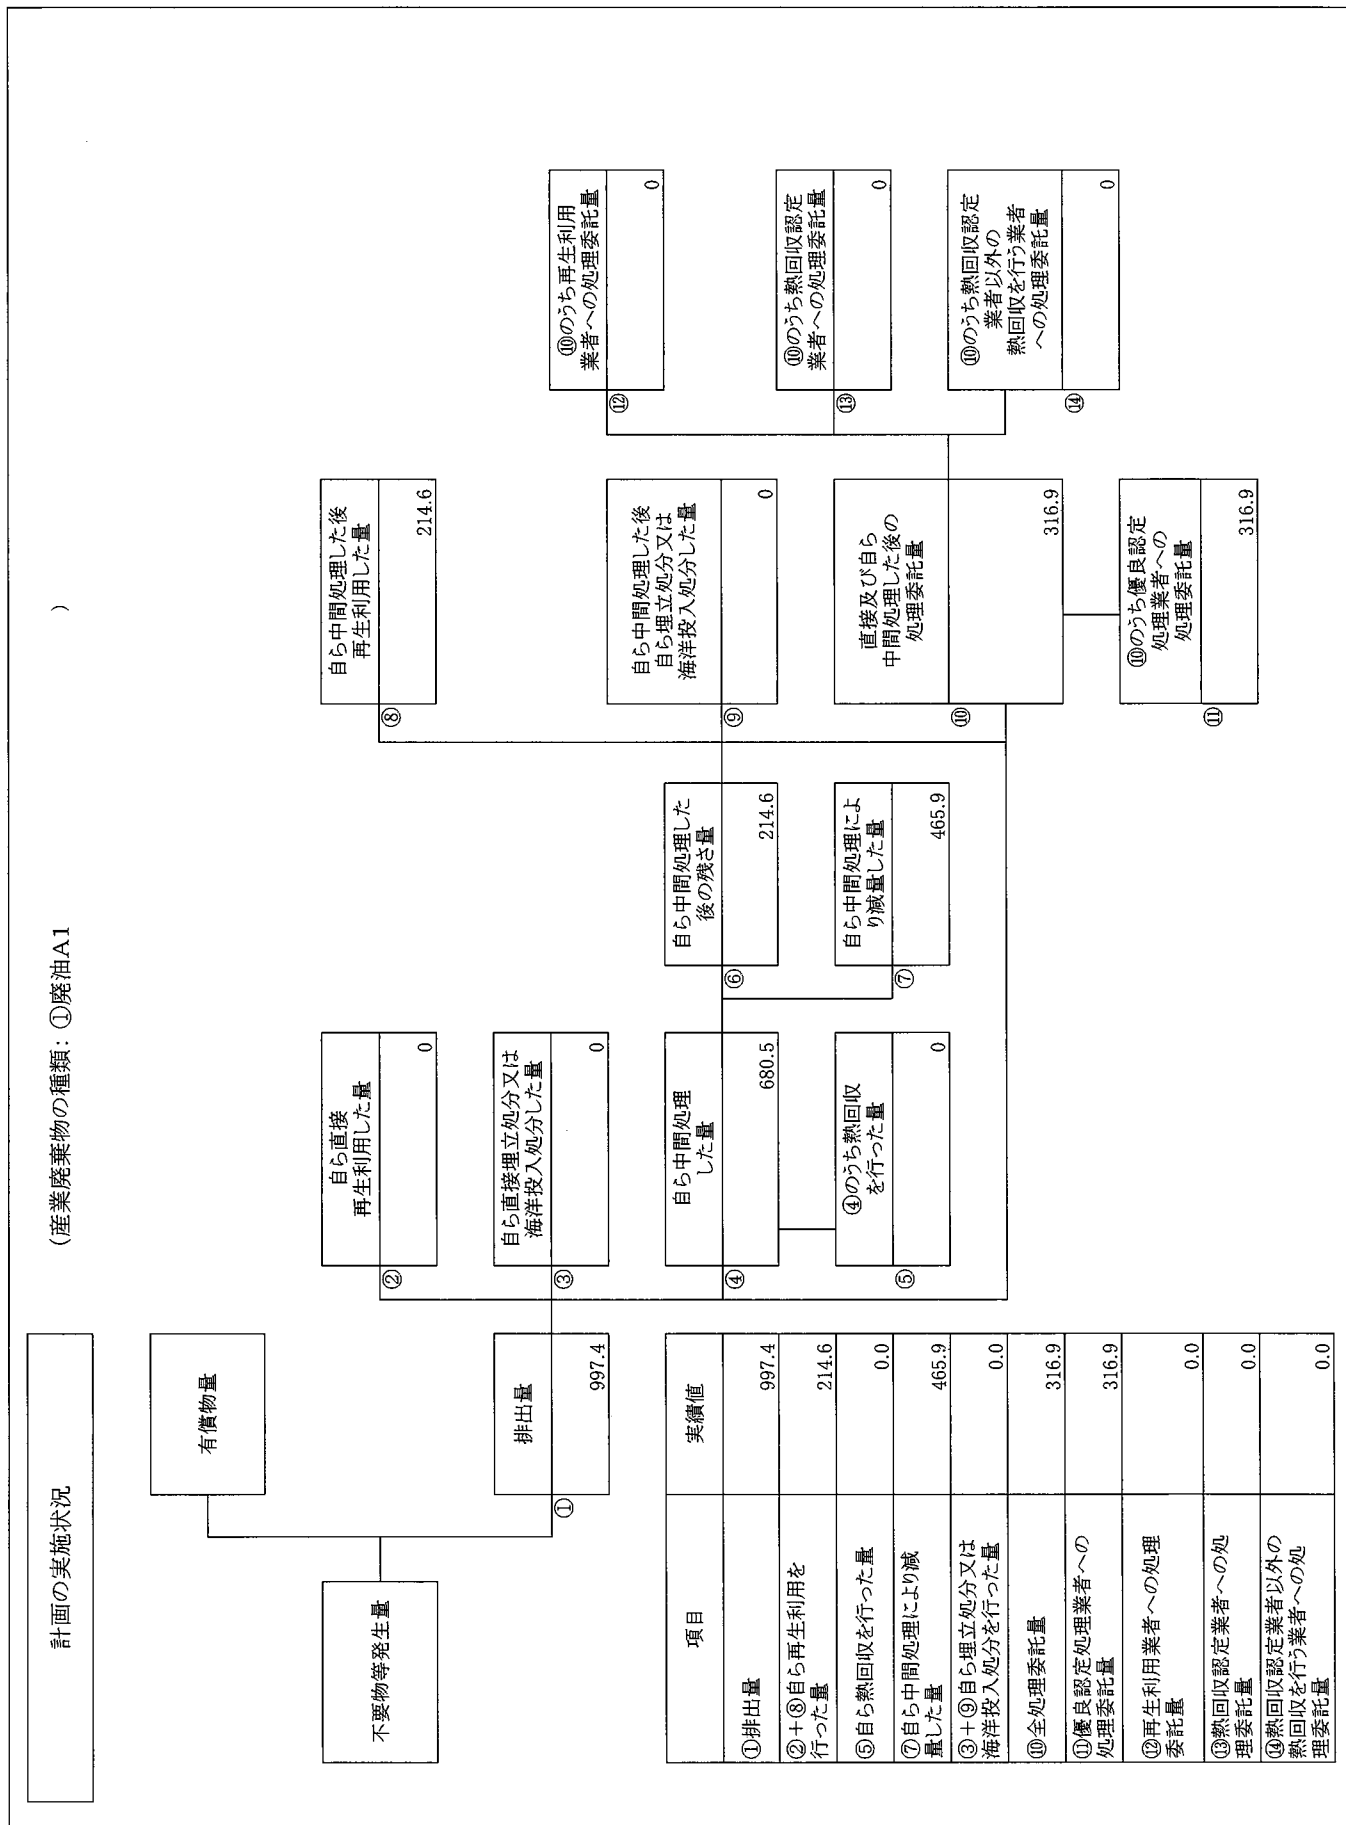 計画の実施状況
(産業廃棄物の種類: ①廃油A1
)
不要物等発生量
有償物量
排出量
①
997.4
自ら直接
再生利用した量
②
0
自ら直接埋立処分又は
海洋投入処分した量
③
0
自ら中間処理
した量
④
680.5
④のうち熱回収
を行った量
⑤
0
自ら中間処理した
後の残さ量
⑥
214.6
自ら中間処理によ
り減量した量
⑦
465.9
自ら中間処理した後
再生利用した量
⑧
214.6
自ら中間処理した後
自ら埋立処分又は
海洋投入処分した量
⑨
0
直接及び自ら
中間処理した後の
処理委託量
⑩
316.9
⑩のうち優良認定
処理業者への
処理委託量
⑪
316.9
⑩のうち再生利用
業者への処理委託量
⑫
0
⑩のうち熱回収認定
業者への処理委託量
⑬
0
⑩のうち熱回収認定
業者以外の
熱回収を行う業者
への処理委託量
⑭
0
項目 実績値
①排出量 997.4
②+⑧自ら再生利用を
行った量 214.6
⑤自ら熱回収を行った量 0.0
⑦自ら中間処理により減
量した量 465.9
③+⑨自ら埋立処分又は
海洋投入処分を行った量 0.0
⑩全処理委託量 316.9
⑪優良認定処理業者への
処理委託量 316.9
⑫再生利用業者への処理
委託量 0.0
⑬熱回収認定業者への処
理委託量 0.0
⑭熱回収認定業者以外の
熱回収を行う業者への処
理委託量 0.0